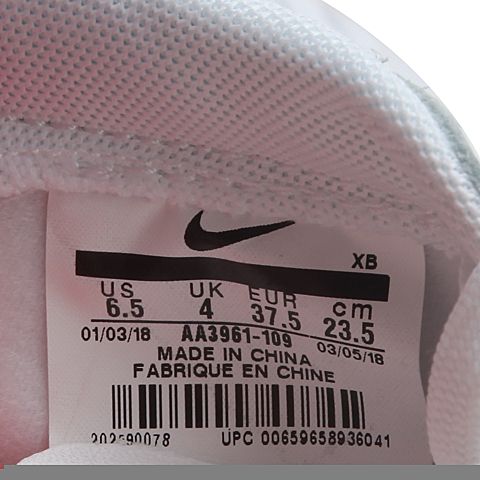 XB
US UK EUR cm
6.5 4 37.5 23.5
01/03/18 AA3961-109 03/05/18
MADE IN CHINA
FABRIQUE EN CHINE
UPC 00659658936041